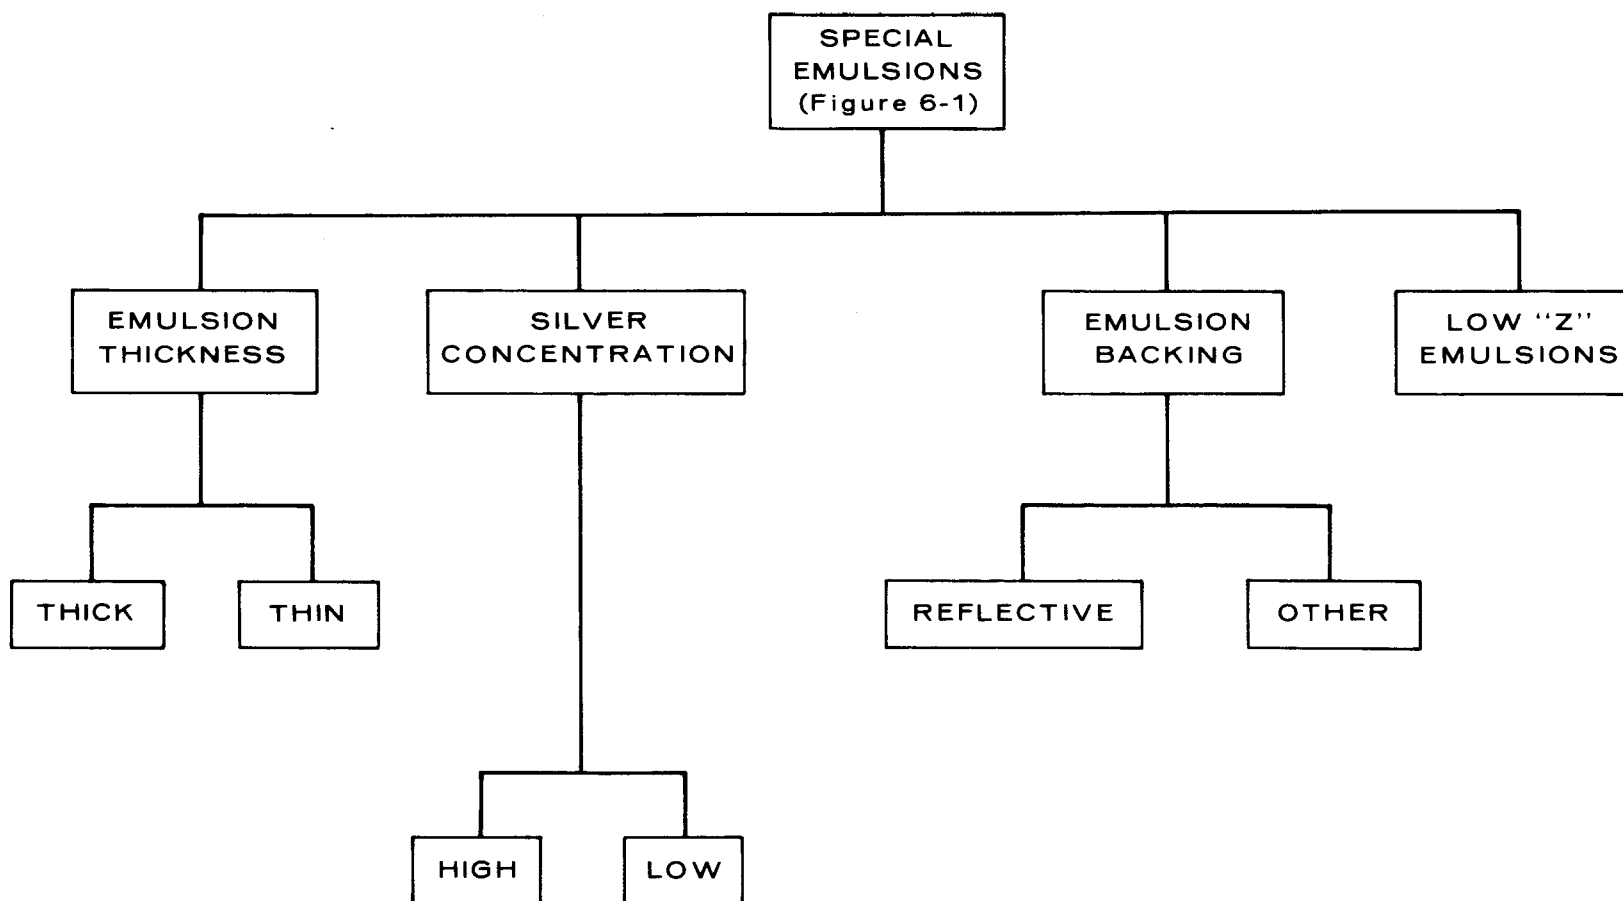 SPECIAL
EMULSIONS
(Figure 6-1)
EMULSION
THICKNESS
SILVER
CONCENTRATION
EMULSION
BACKING
LOW "Z"
EMULSIONS
THICK
THIN
REFLECTIVE
OTHER
HIGH
LOW